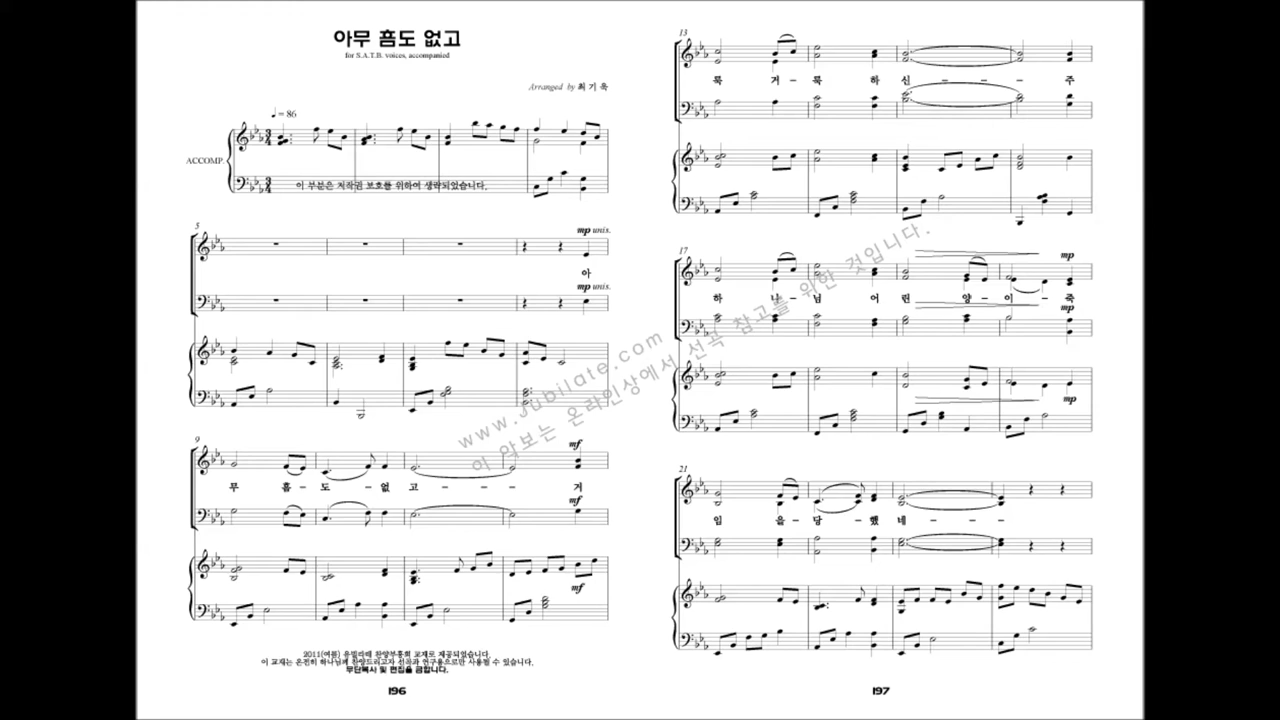 아무 흠도 없고
for S.A.T.B. voices, accompanied
Arranged by 최 기 욱
♩ = 86
ACCOMP.
이 부분은 저작권 보호를 위하여 생략되었습니다.
5
mp unis.
아
mp unis.
9
mf
무 흠 - 도 - 없 고 - - - 거
mf
mf
2011(여름) 유빌라떼 찬양부흥회 교재로 제공되었습니다.
이 교재는 온전히 하나님께 찬양드리고자 선곡과 연구용으로만 사용될 수 있습니다.
무단복사 및 편집을 금합니다.
196
13
룩 거 - 룩 하 신 - - - 주
17
mp
하 나 - 님 어 린 양 - 이 - 죽
mp
mp
21
임 을 - 당 - 했 네 - - -
197
www.Jubilate.com
이 악보는 온라인상에서 선곡 참고를 위한 것입니다.